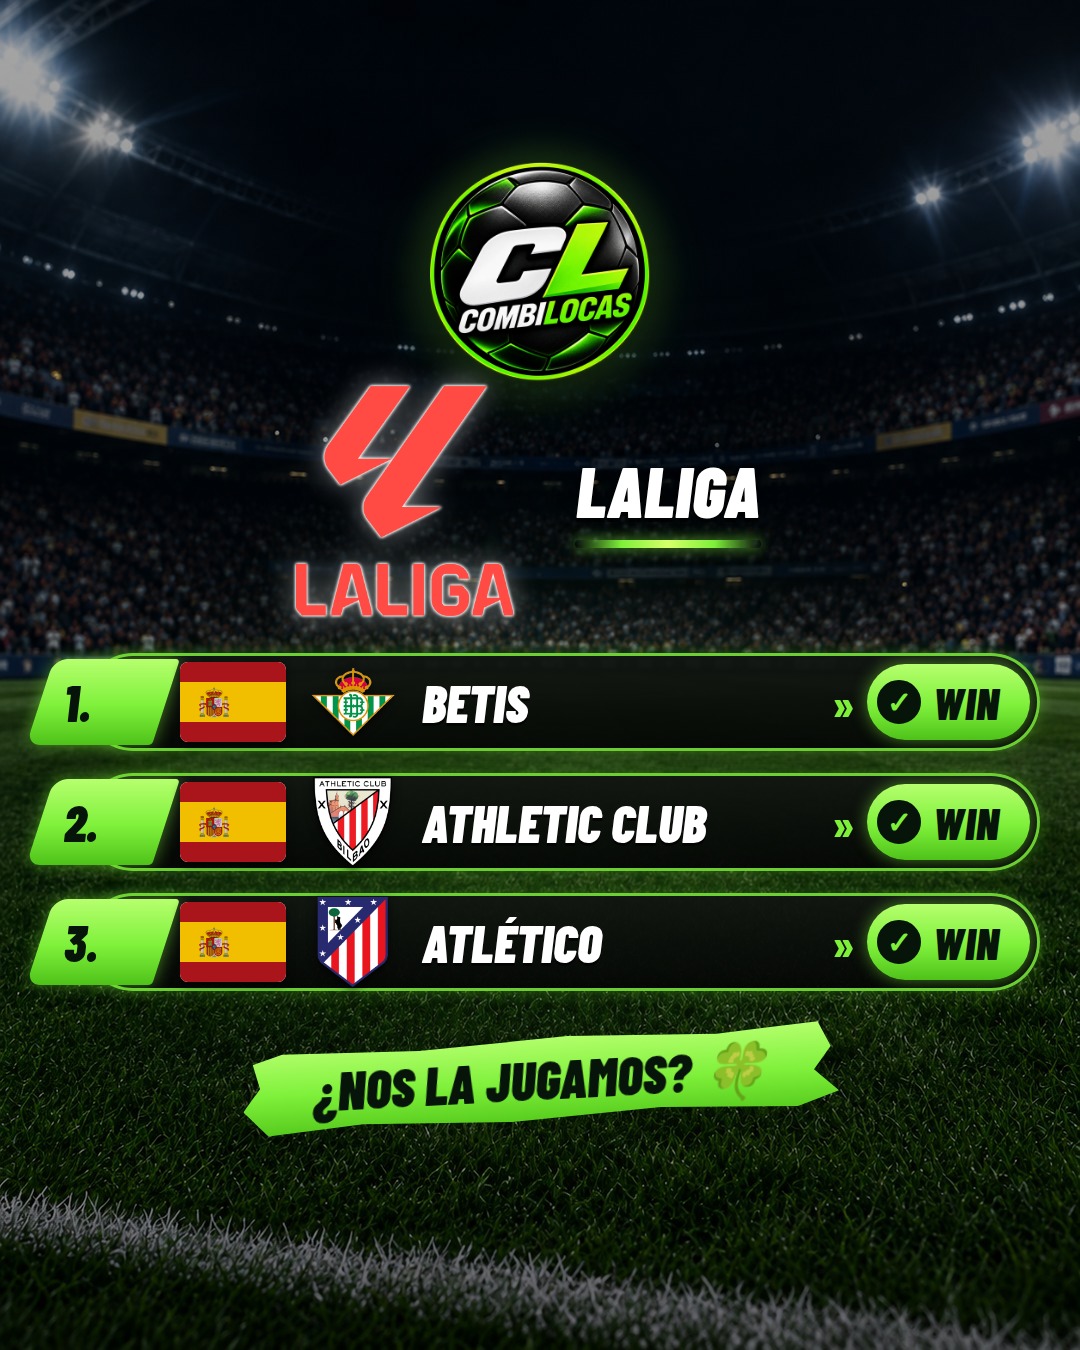 CL
COMBILOCAS
LALIGA
LALIGA
1. BETIS » ✓ WIN
2. ATHLETIC CLUB BILBAO ATHLETIC CLUB » ✓ WIN
3. ATLÉTICO » ✓ WIN
¿NOS LA JUGAMOS? 🍀